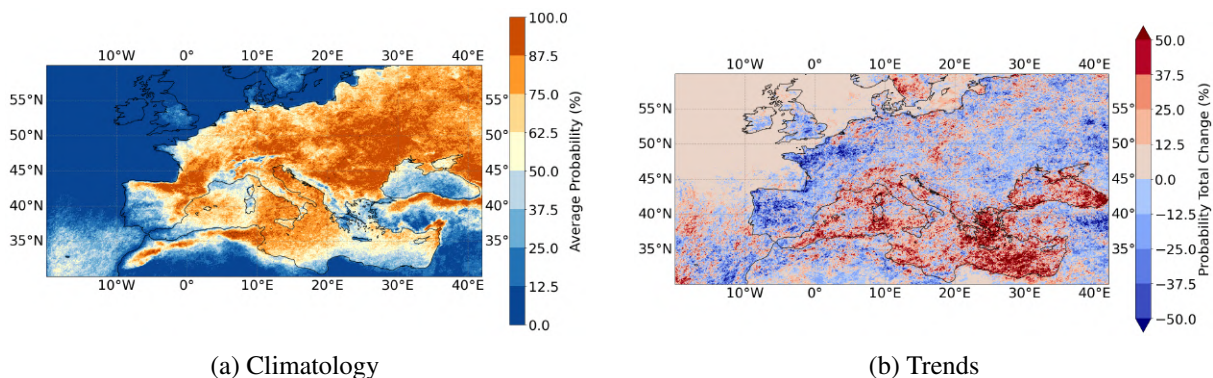 10°W 0° 10°E 20°E 30°E 40°E
55°N 55°
50°N 50°
45°N 45°
40°N 40°
35°N 35°
10°W 0° 10°E 20°E 30°E 40°E
100.0
87.5
75.0
62.5
50.0
37.5
25.0
12.5
0.0
Average Probability (%)
(a) Climatology
10°W 0° 10°E 20°E 30°E 40°E
55°N 55°
50°N 50°
45°N 45°
40°N 40°
35°N 35°
10°W 0° 10°E 20°E 30°E 40°E
50.0
37.5
25.0
12.5
0.0
−12.5
−25.0
−37.5
−50.0
Probability Total Change (%)
(b) Trends